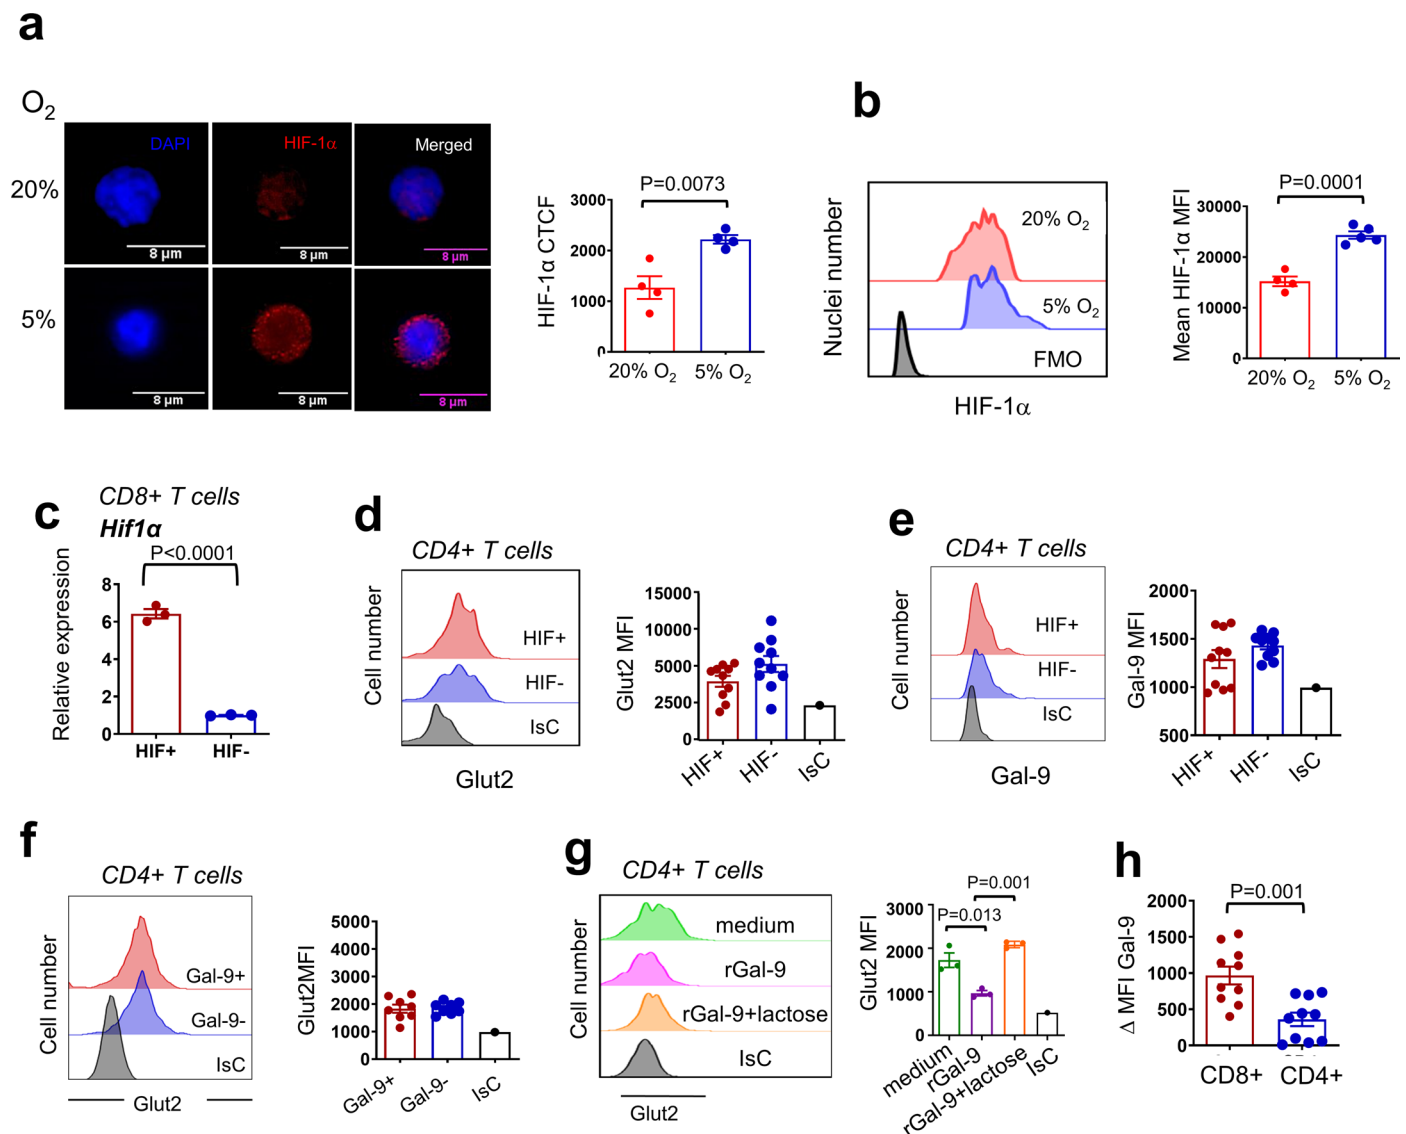 a
O2
20%
5%
DAPI
HIF-1α
Merged
8 µm
8 µm
8 µm
8 µm
8 µm
8 µm
HIF-1α CTCF
P=0.0073
3000
2000
1000
0
20% O2
5% O2
b
Nuclei number
20% O2
5% O2
FMO
HIF-1α
Mean HIF-1α MFI
P=0.0001
30000
20000
10000
0
20% O2
5% O2
c
CD8+ T cells
Hif1α
P<0.0001
Relative expression
8
6
4
2
0
HIF+
HIF-
d
CD4+ T cells
Cell number
HIF+
HIF-
IsC
Glut2
Glut2 MFI
15000
10000
5000
2500
0
HIF+
HIF-
IsC
e
CD4+ T cells
Cell number
HIF+
HIF-
IsC
Gal-9
Gal-9 MFI
2000
1500
1000
500
HIF+
HIF-
IsC
f
CD4+ T cells
Cell number
Gal-9+
Gal-9-
IsC
Glut2
Glut2MFI
5000
4000
3000
2000
1000
0
Gal-9+
Gal-9-
IsC
g
CD4+ T cells
Cell number
medium
rGal-9
rGal-9+lactose
IsC
Glut2
Glut2 MFI
P=0.001
P=0.013
3000
2000
1000
0
medium
rGal-9
rGal-9+lactose
IsC
h
Δ MFI Gal-9
P=0.001
2000
1500
1000
500
0
CD8+
CD4+